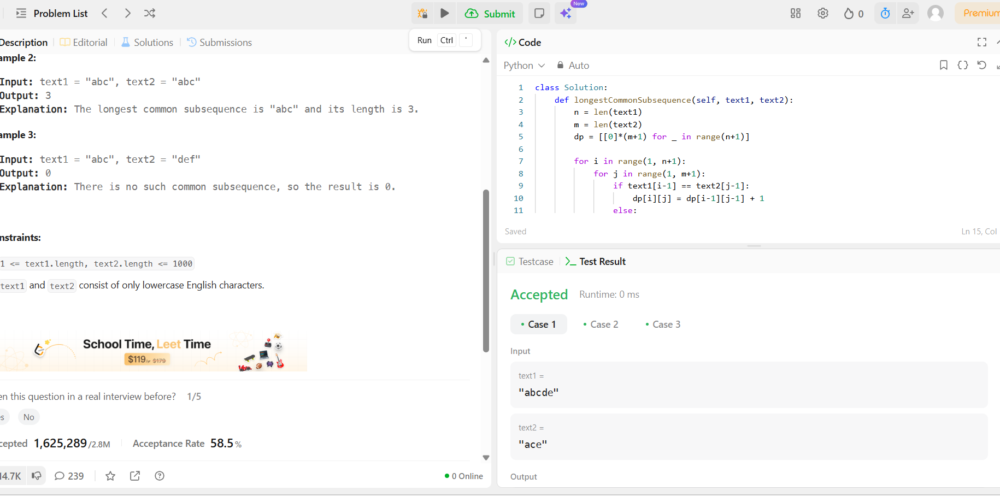 Problem List
Submit
New
0
Premium
Description
Editorial
Solutions
Submissions
Run Ctrl '
ample 2:
Input: text1 = "abc", text2 = "abc"
Output: 3
Explanation: The longest common subsequence is "abc" and its length is 3.
ample 3:
Input: text1 = "abc", text2 = "def"
Output: 0
Explanation: There is no such common subsequence, so the result is 0.
nstraints:
1 <= text1.length, text2.length <= 1000
text1 and text2 consist of only lowercase English characters.
School Time, Leet Time
$119/yr $179
en this question in a real interview before? 1/5
es No
cepted 1,625,289/2.8M Acceptance Rate 58.5%
14.7K 239 0 Online
</> Code
Python Auto
1 class Solution:
2 def longestCommonSubsequence(self, text1, text2):
3 n = len(text1)
4 m = len(text2)
5 dp = [[0]*(m+1) for _ in range(n+1)]
6
7 for i in range(1, n+1):
8 for j in range(1, m+1):
9 if text1[i-1] == text2[j-1]:
10 dp[i][j] = dp[i-1][j-1] + 1
11 else:
Saved Ln 15, Col
Testcase >_ Test Result
Accepted Runtime: 0 ms
• Case 1 • Case 2 • Case 3
Input
text1 =
"abcde"
text2 =
"ace"
Output